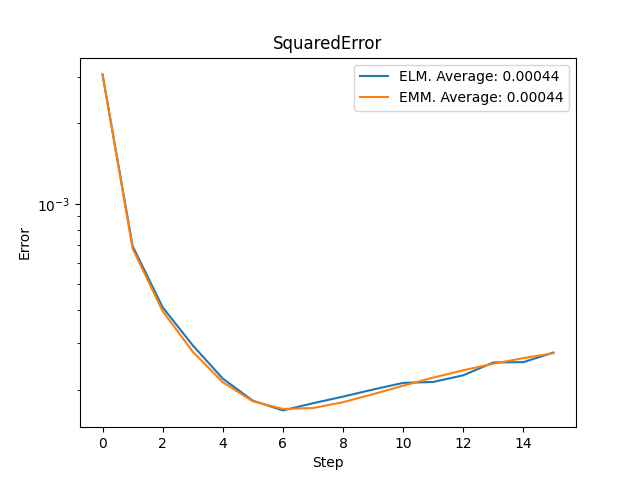 SquaredError
ELM. Average: 0.00044
EMM. Average: 0.00044
10⁻³
Error
0 2 4 6 8 10 12 14
Step